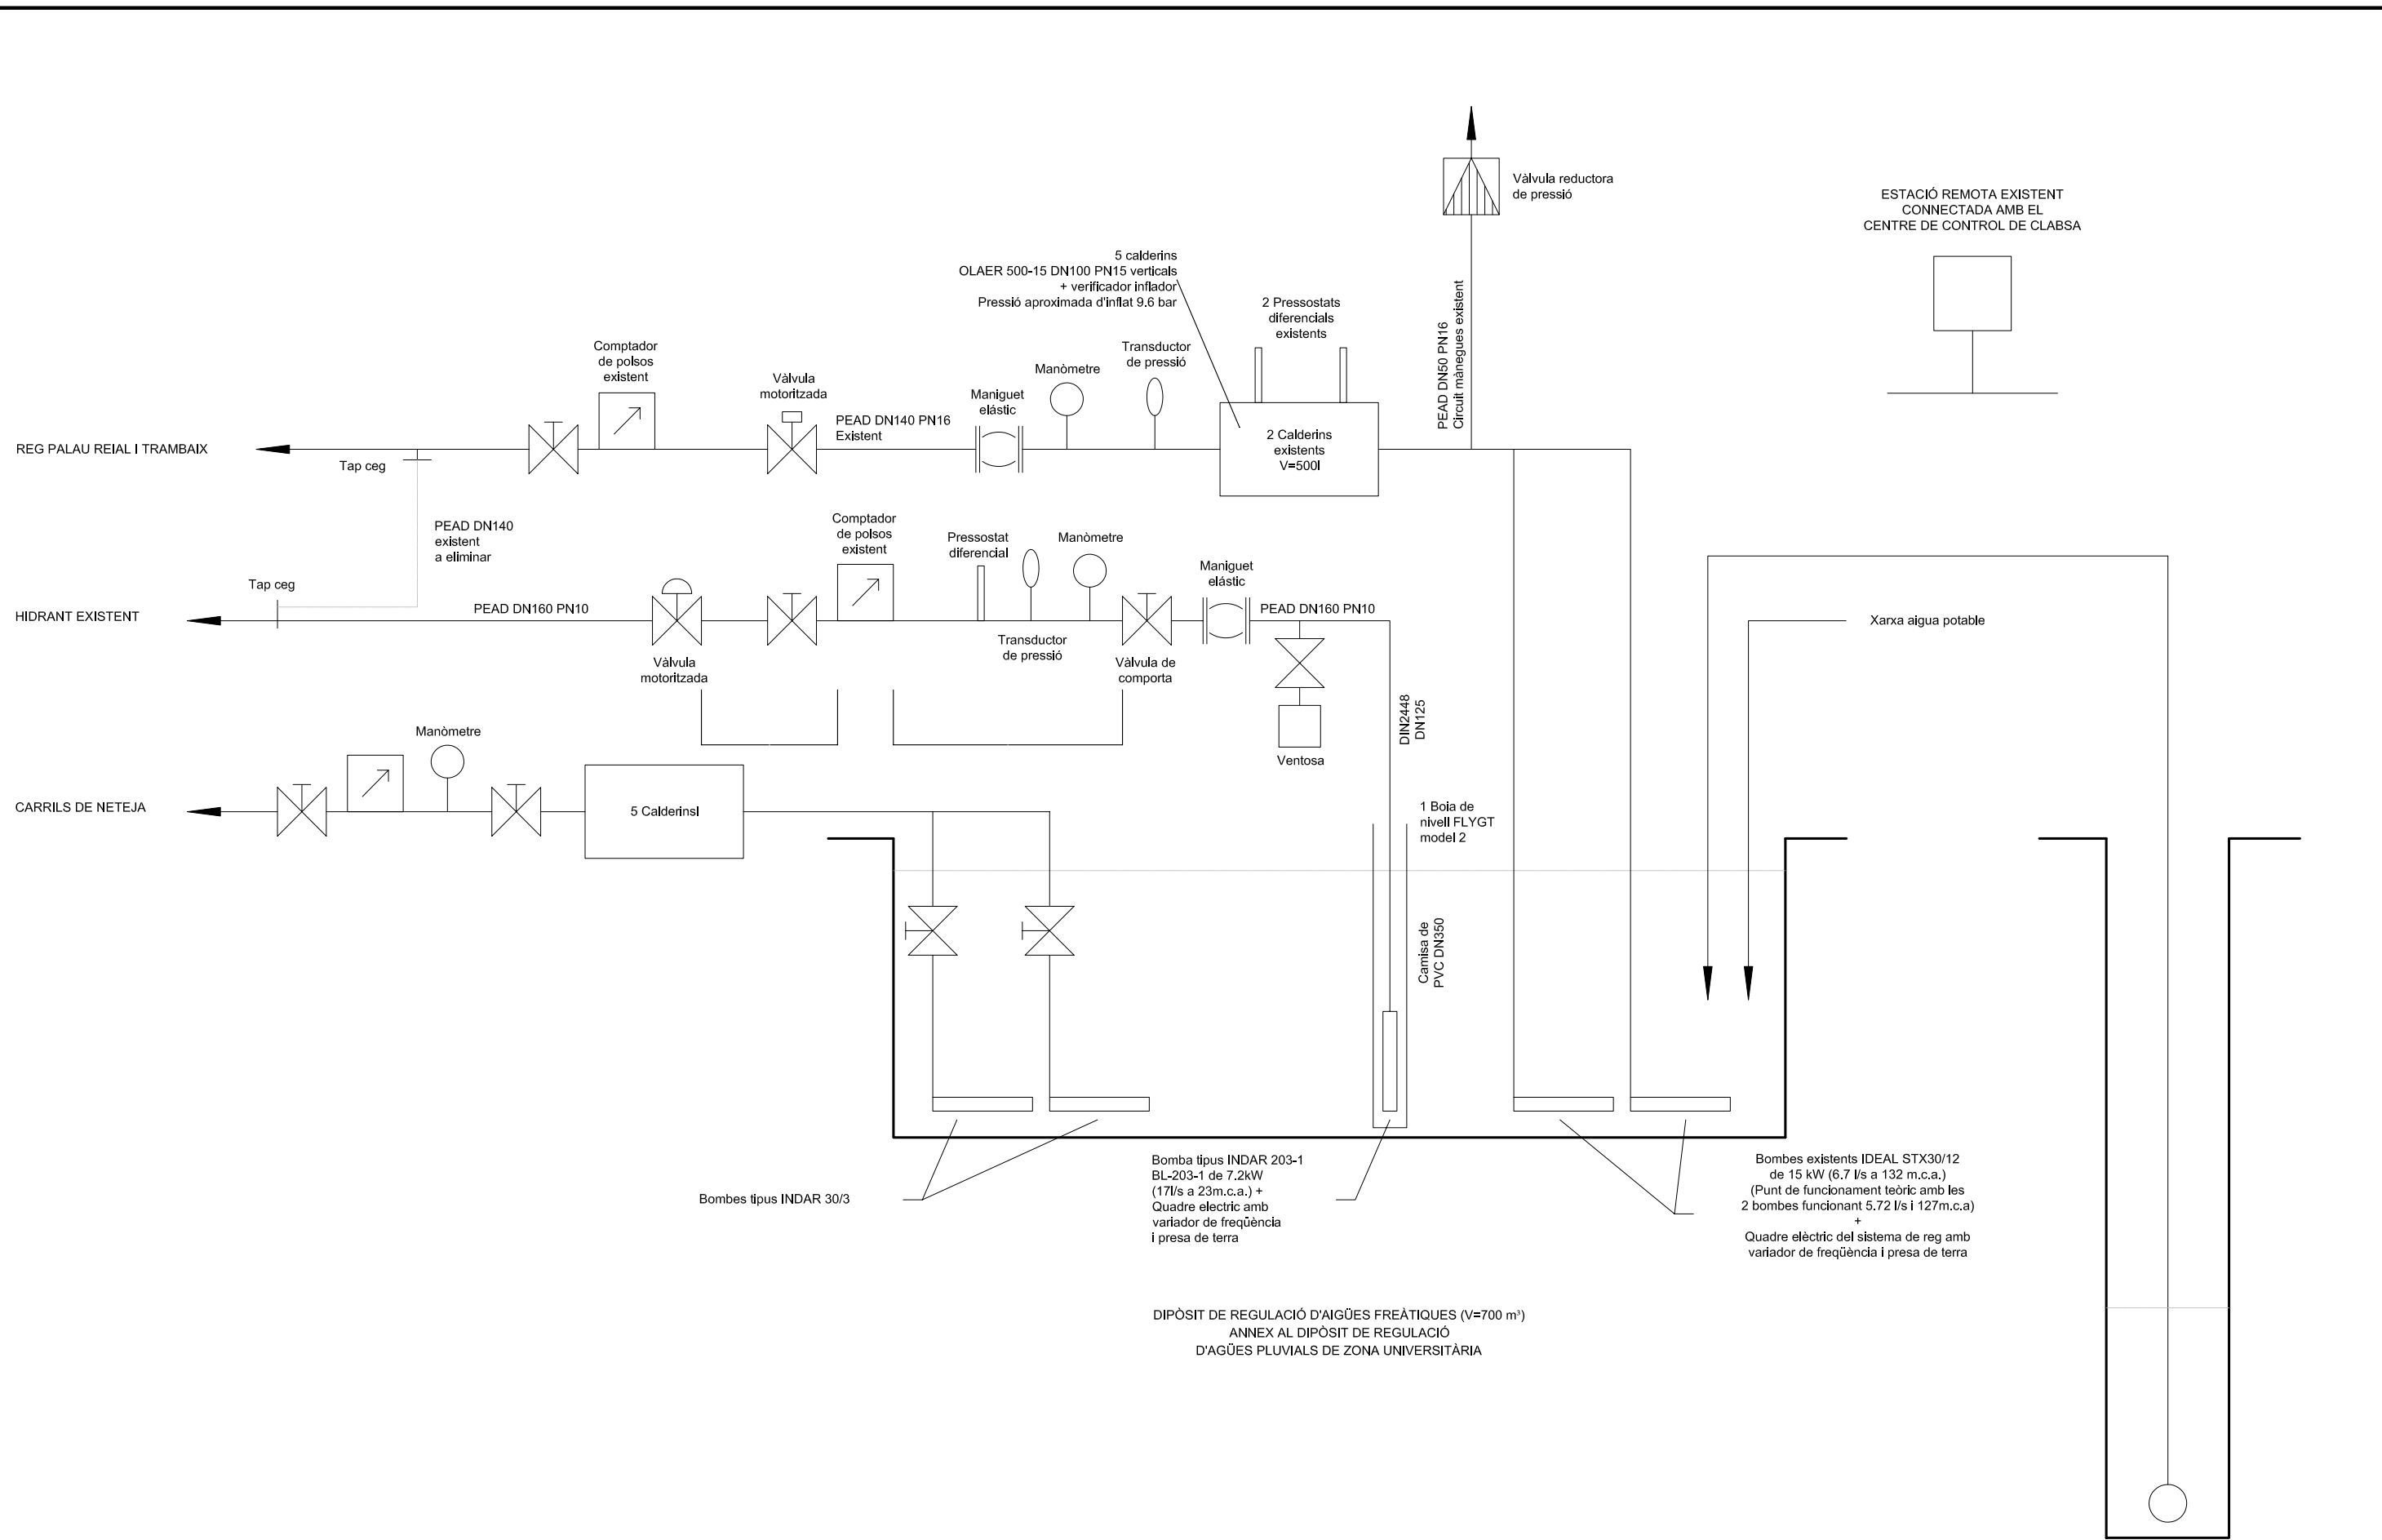 Vàlvula reductora
de pressió
ESTACIÓ REMOTA EXISTENT
CONNECTADA AMB EL
CENTRE DE CONTROL DE CLABSA
5 calderins
OLAER 500-15 DN100 PN15 verticals
+ verificador inflador
Pressió aproximada d'inflat 9.6 bar
2 Pressostats
diferencials
existents
PEAD DN50 PN16
Circuit mànegues existent
Comptador
de polsos
existent
Vàlvula
motoritzada
PEAD DN140 PN16
Existent
Maniguet
elástic
Manòmetre
Transductor
de pressió
2 Calderins
existents
V=500l
REG PALAU REIAL I TRAMBAIX
Tap ceg
PEAD DN140
existent
a eliminar
Comptador
de polsos
existent
Pressostat
diferencial
Manòmetre
Maniguet
elástic
Tap ceg
HIDRANT EXISTENT
PEAD DN160 PN10
PEAD DN160 PN10
Xarxa aigua potable
Vàlvula
motoritzada
Transductor
de pressió
Vàlvula de
comporta
DIN2448
DN125
Ventosa
Manòmetre
CARRILS DE NETEJA
5 Calderinsl
1 Boia de
nivell FLYGT
model 2
Camisa de
PVC DN350
Bombes tipus INDAR 30/3
Bomba tipus INDAR 203-1
BL-203-1 de 7.2kW
(17l/s a 23m.c.a.) +
Quadre electric amb
variador de freqüència
i presa de terra
Bombes existents IDEAL STX30/12
de 15 kW (6.7 l/s a 132 m.c.a.)
(Punt de funcionament teòric amb les
2 bombes funcionant 5.72 l/s i 127m.c.a)
+
Quadre elèctric del sistema de reg amb
variador de freqüència i presa de terra
DIPÒSIT DE REGULACIÓ D'AIGÜES FREÀTIQUES (V=700 m³)
ANNEX AL DIPÒSIT DE REGULACIÓ
D'AGÜES PLUVIALS DE ZONA UNIVERSITÀRIA